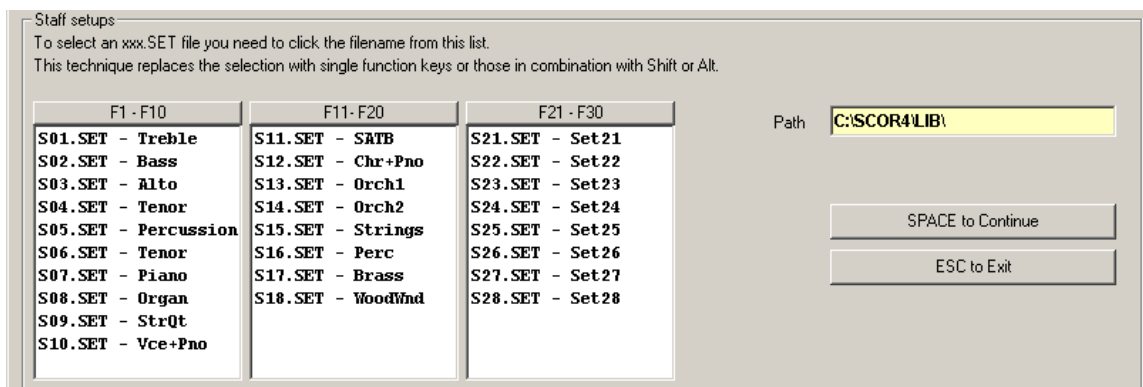 Staff setups
To select an xxx.SET file you need to click the filename from this list.
This technique replaces the selection with single function keys or those in combination with Shift or Alt.
F1 - F10
S01.SET - Treble
S02.SET - Bass
S03.SET - Alto
S04.SET - Tenor
S05.SET - Percussion
S06.SET - Tenor
S07.SET - Piano
S08.SET - Organ
S09.SET - StrQt
S10.SET - Vce+Pno
F11- F20
S11.SET - SATB
S12.SET - Chr+Pno
S13.SET - Orch1
S14.SET - Orch2
S15.SET - Strings
S16.SET - Perc
S17.SET - Brass
S18.SET - WoodWnd
F21 - F30
S21.SET - Set21
S22.SET - Set22
S23.SET - Set23
S24.SET - Set24
S25.SET - Set25
S26.SET - Set26
S27.SET - Set27
S28.SET - Set28
Path C:\SCOR4\LIB\
SPACE to Continue
ESC to Exit